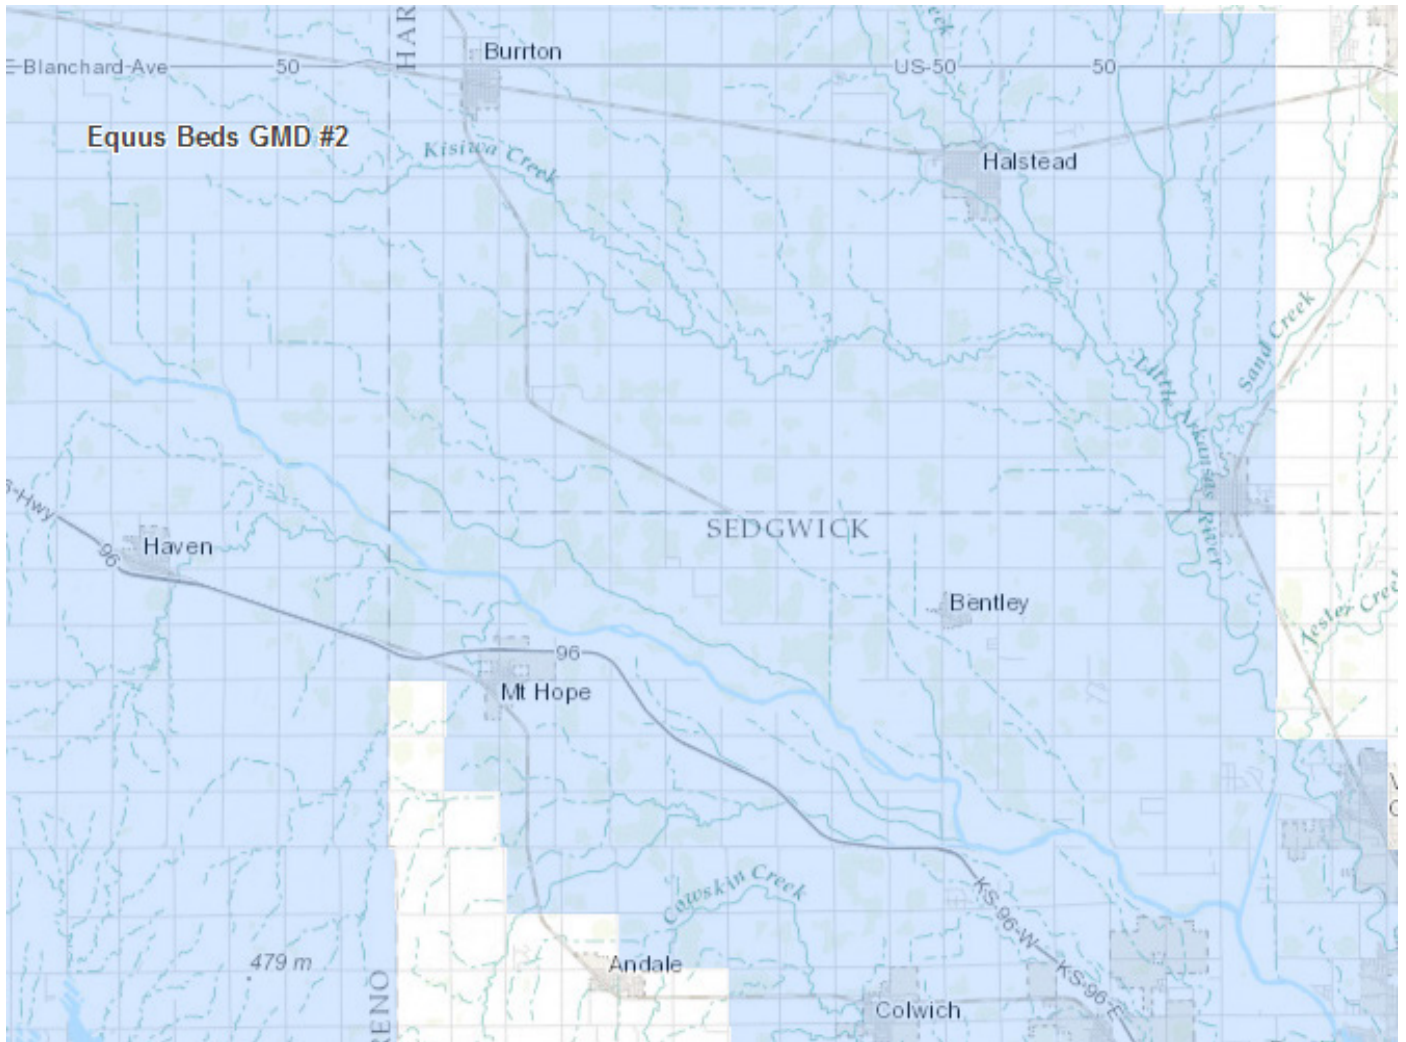 HAR
Creek
Burrton
E Blanchard Ave
50
US-50
50
Equus Beds GMD #2
Kisiwa Creek
Halstead
Sand Creek
Little Arkansas River
Hwy
96
Haven
SEDGWICK
Bentley
Jester Creek
96
Mt Hope
Cowskin Creek
KS-96-W
KS-96-E
479 m
Andale
RENO
Colwich